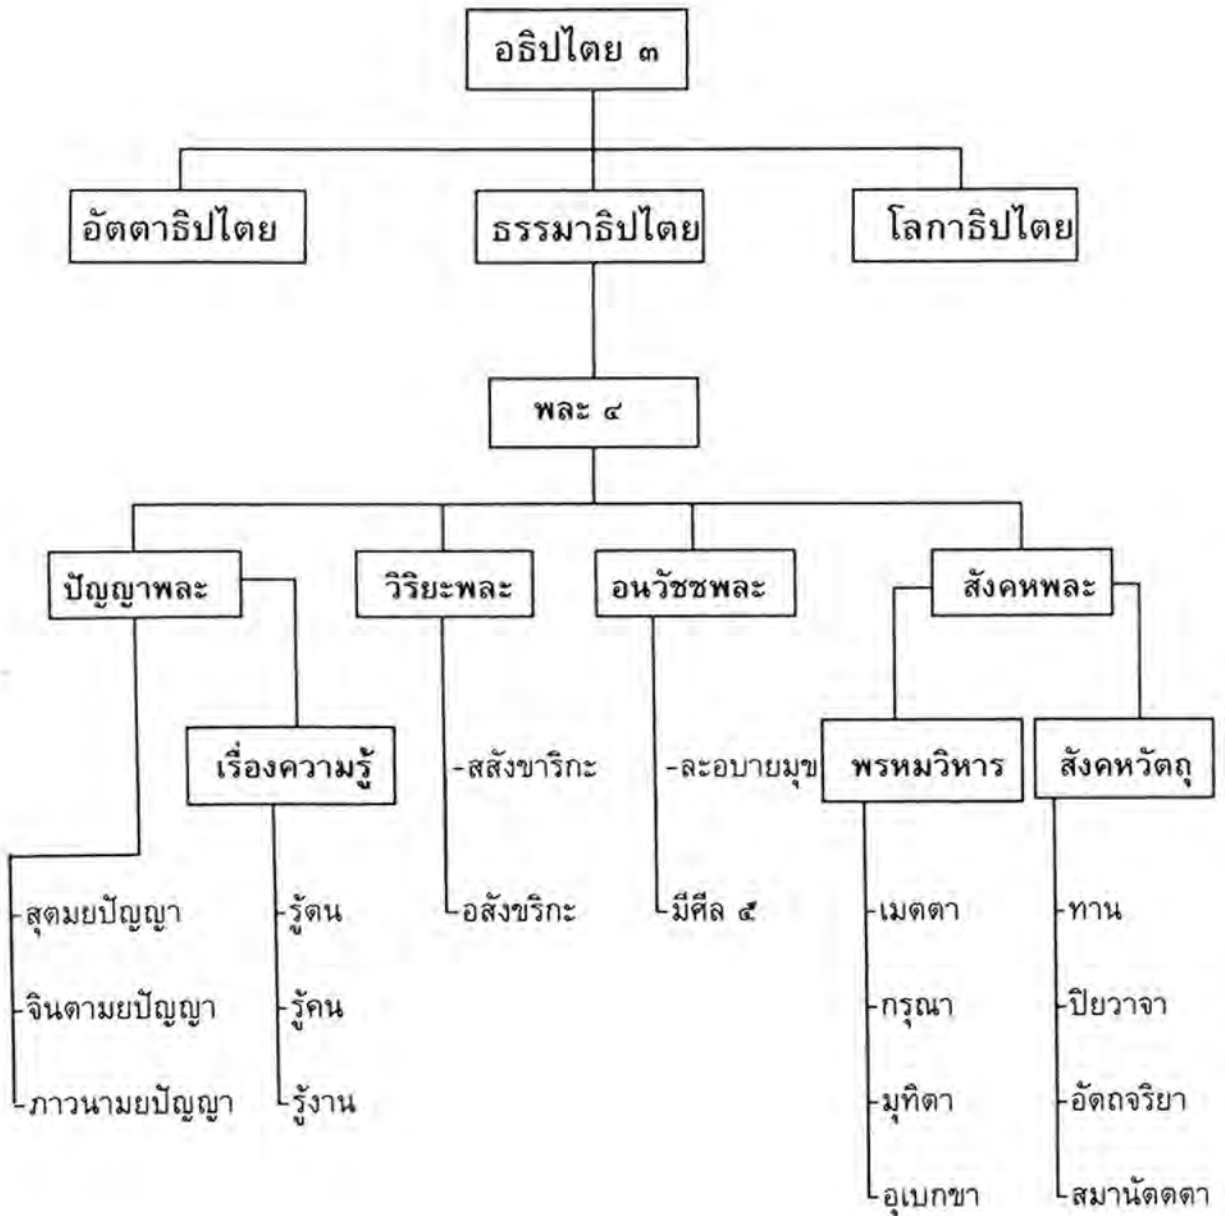 อธิปไตย ๓
อัตตาธิปไตย
ธรรมาธิปไตย
โลกาธิปไตย
พละ ๔
ปัญญาพละ
วิริยะพละ
อนวัชชพละ
สังคหพละ
เรื่องความรู้
-สสังขาริกะ
-ละอบายมุข
พรหมวิหาร
สังคหวัตถุ
-สุตมยปัญญา
-รู้ตน
-อสังขริกะ
-มีศีล ๕
-เมตตา
-ทาน
-จินตามยปัญญา
-รู้คน
-กรุณา
-ปิยวาจา
-ภาวนามยปัญญา
-รู้งาน
-มุทิตา
-อัตถจริยา
-อุเบกขา
-สมานัตตตา